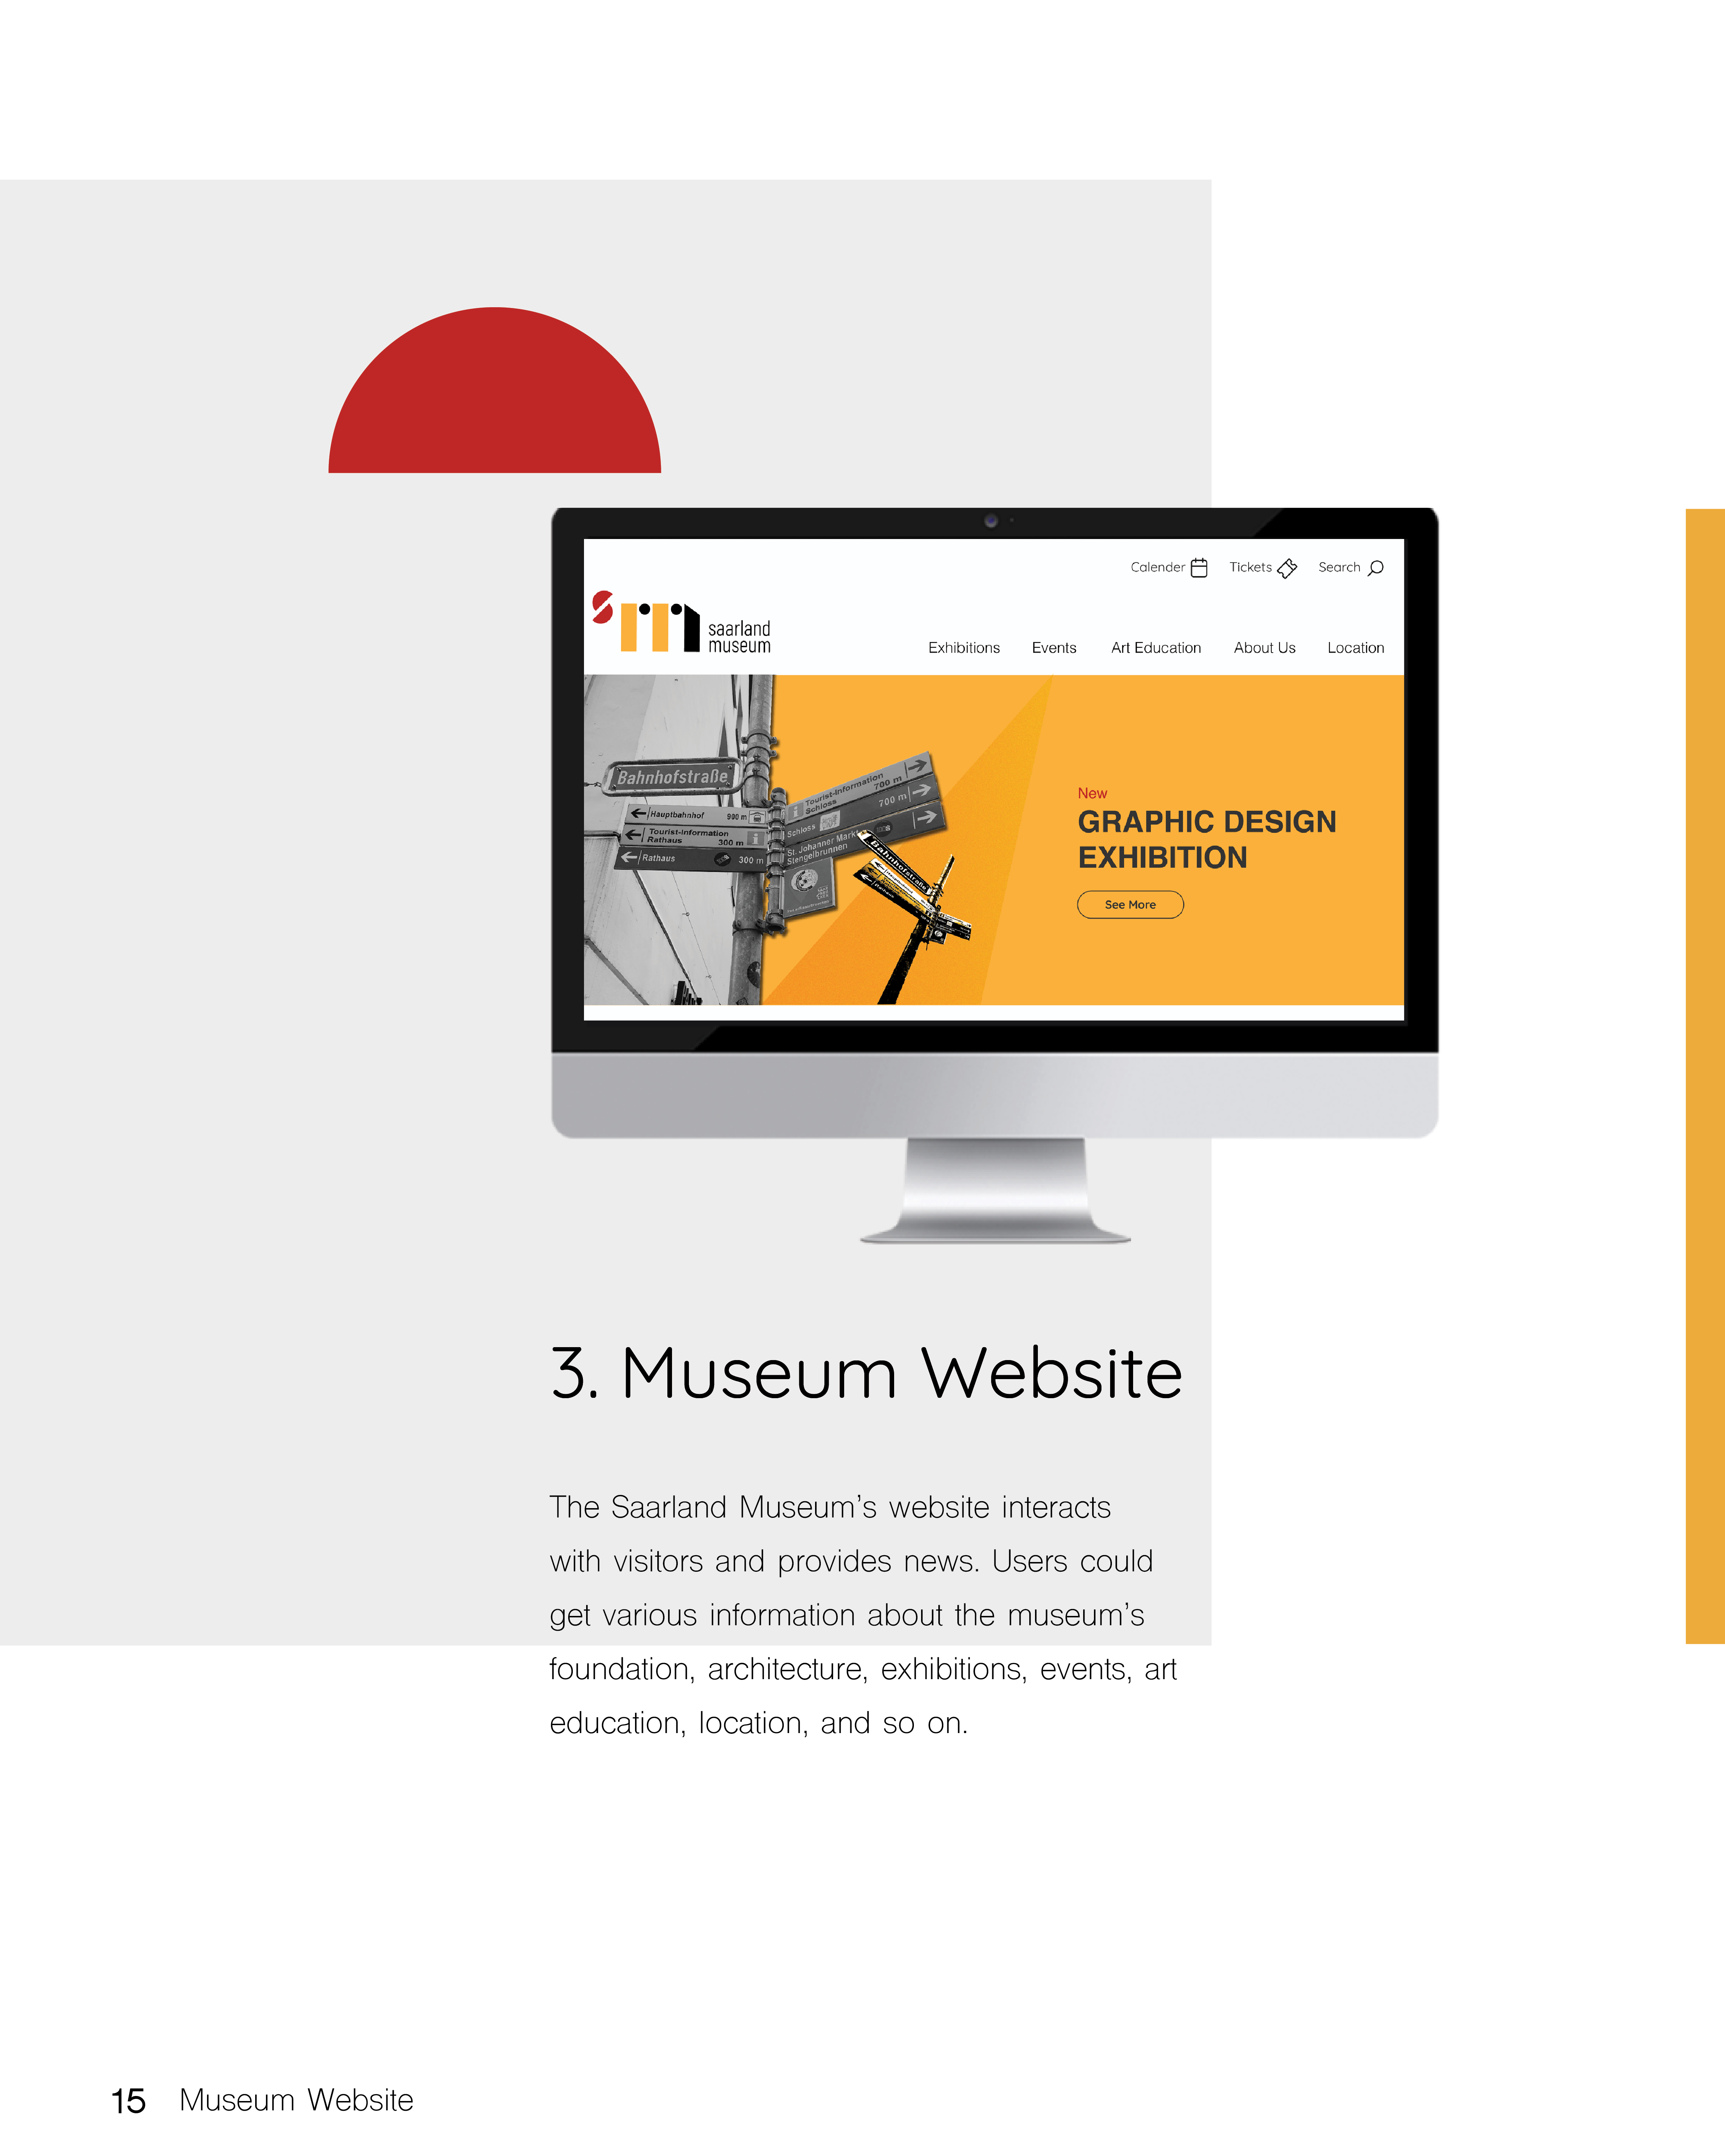 Calender Tickets Search
sm saarland
museum
Exhibitions Events Art Education About Us Location
Bahnhofstraße
Hauptbahnhof 900 m
Tourist-Information
Rathaus 300 m
Rathaus 300 m
Tourist-Information
Schloss 700 m
Schloss 700 m
St. Johanner Markt
Stengelbrunnen
Bahnhofstraße
New
GRAPHIC DESIGN
EXHIBITION
See More
3. Museum Website
The Saarland Museum’s website interacts
with visitors and provides news. Users could
get various information about the museum’s
foundation, architecture, exhibitions, events, art
education, location, and so on.
15 Museum Website